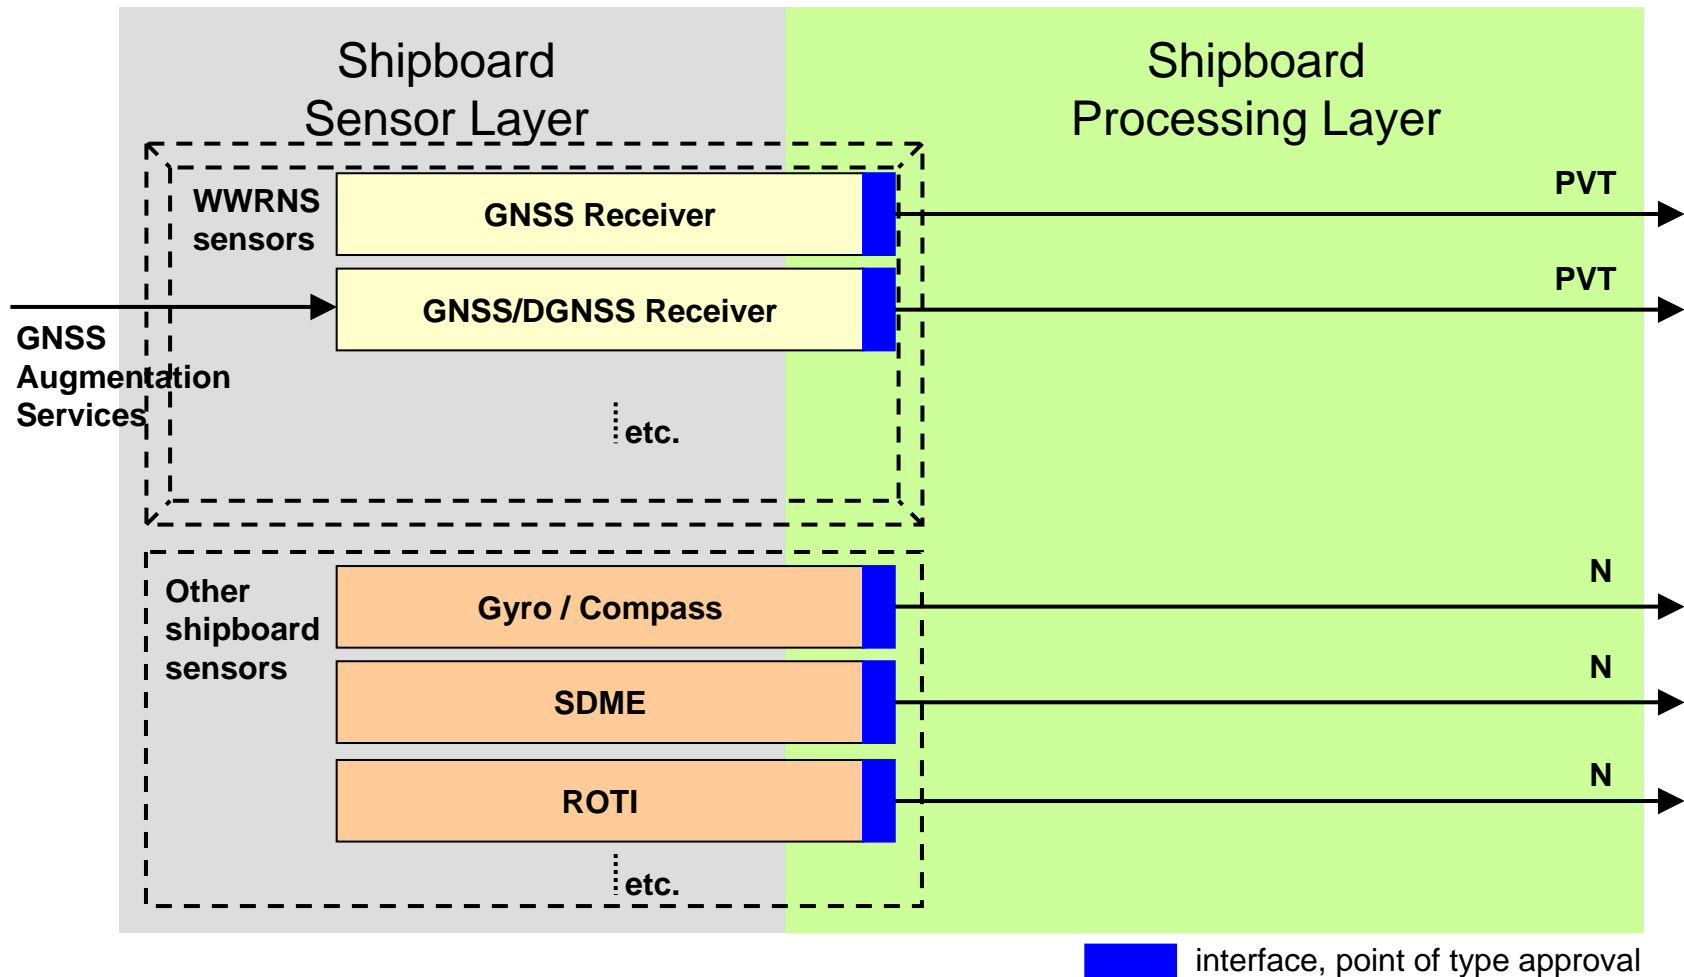 Shipboard
Sensor Layer
Shipboard
Processing Layer
WWRNS
sensors
GNSS Receiver
PVT
GNSS/DGNSS Receiver
PVT
GNSS
Augmentation
Services
etc.
Other
shipboard
sensors
Gyro / Compass
N
SDME
N
ROTI
N
etc.
interface, point of type approval